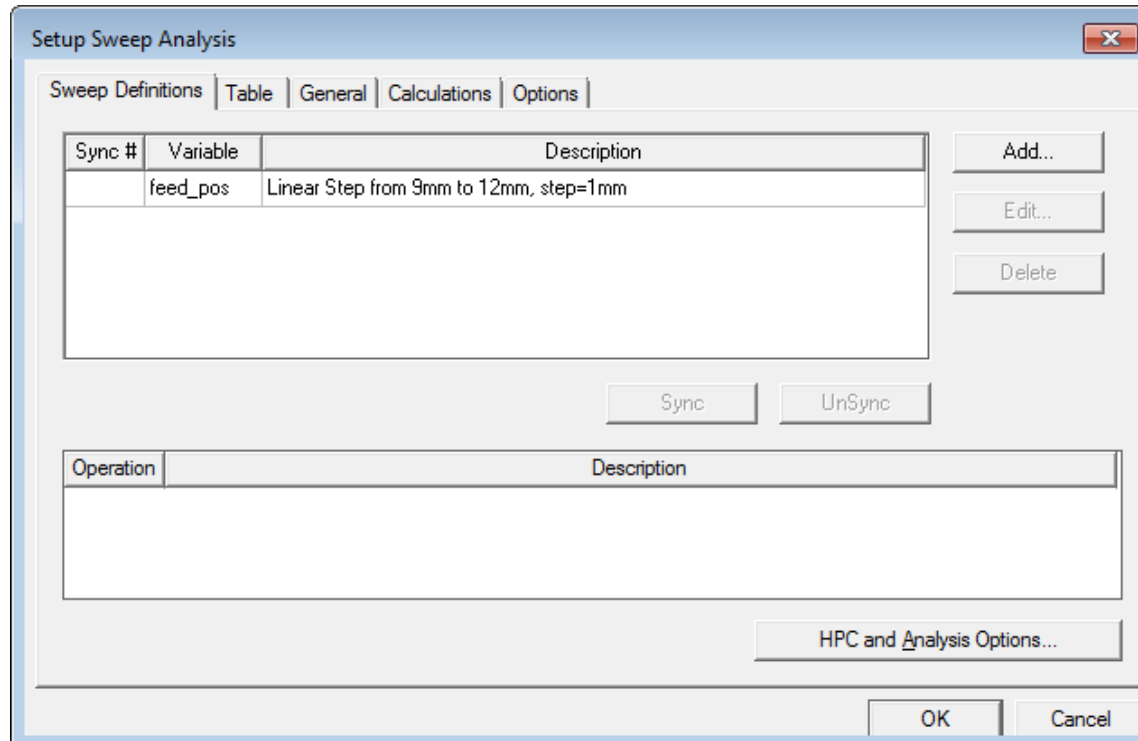 Setup Sweep Analysis
Sweep Definitions Table General Calculations Options
Sync # Variable Description
feed_pos Linear Step from 9mm to 12mm, step=1mm
Add...
Edit...
Delete
Sync UnSync
Operation Description
HPC and Analysis Options...
OK Cancel